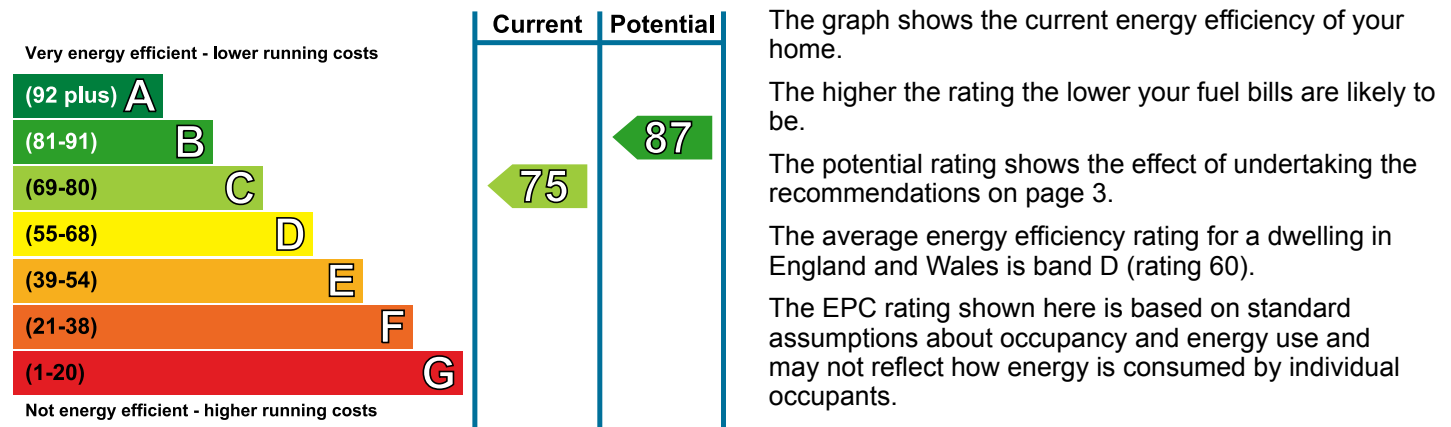 Current Potential
Very energy efficient - lower running costs
(92 plus) A
(81-91) B
87
(69-80) C
75
(55-68) D
(39-54) E
(21-38) F
(1-20) G
Not energy efficient - higher running costs
The graph shows the current energy efficiency of your
home.
The higher the rating the lower your fuel bills are likely to
be.
The potential rating shows the effect of undertaking the
recommendations on page 3.
The average energy efficiency rating for a dwelling in
England and Wales is band D (rating 60).
The EPC rating shown here is based on standard
assumptions about occupancy and energy use and
may not reflect how energy is consumed by individual
occupants.